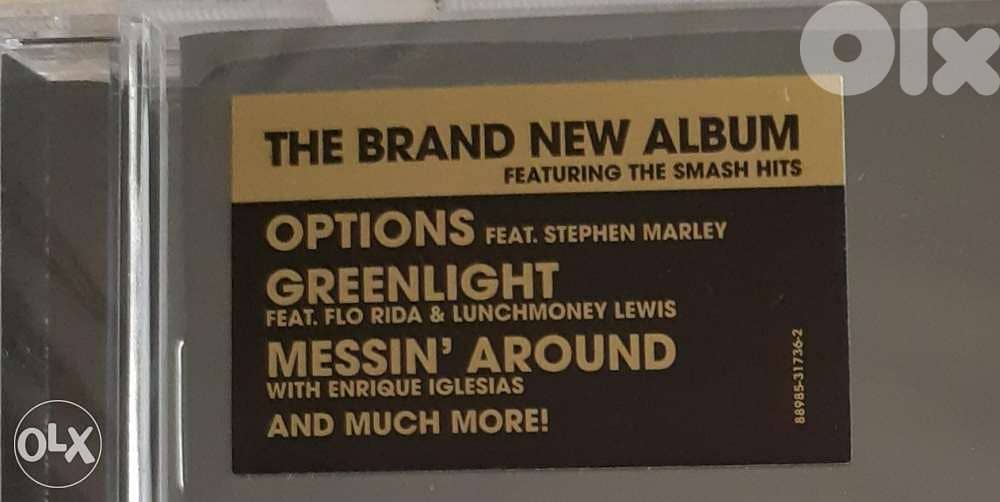 OLX
THE BRAND NEW ALBUM
FEATURING THE SMASH HITS
OPTIONS FEAT. STEPHEN MARLEY
GREENLIGHT
FEAT. FLO RIDA & LUNCHMONEY LEWIS
MESSIN' AROUND
WITH ENRIQUE IGLESIAS
AND MUCH MORE!
88985-31736-2
OLX